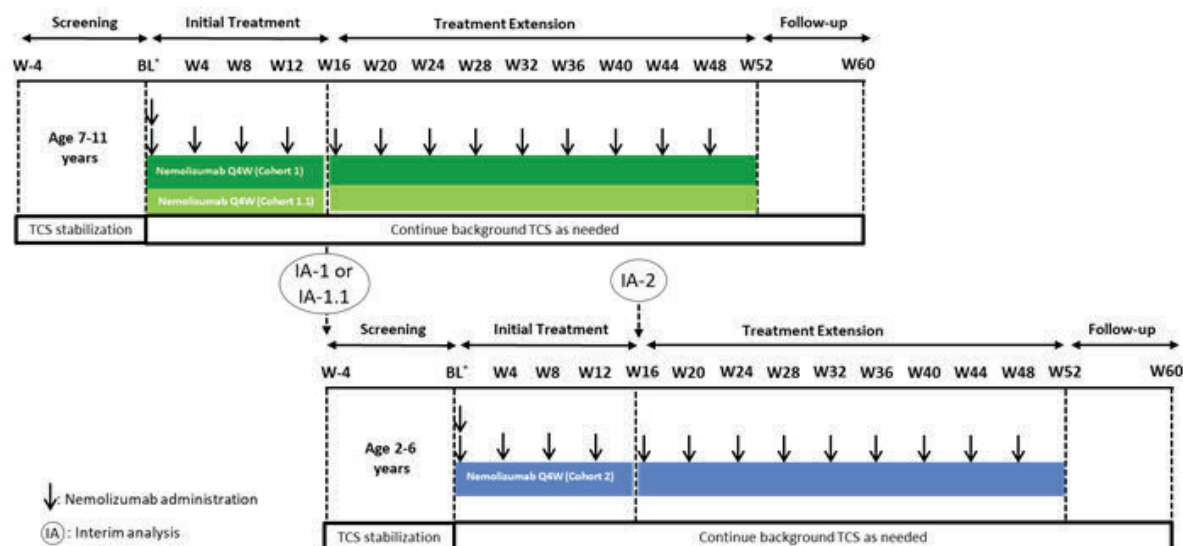 Screening Initial Treatment Treatment Extension Follow-up
W-4 BL* W4 W8 W12 W16 W20 W24 W28 W32 W36 W40 W44 W48 W52 W60
Age 7-11
years
Nemolizumab Q4W (Cohort 1)
Nemolizumab Q4W (Cohort 1.1)
TCS stabilization Continue background TCS as needed
IA-1 or
IA-1.1
IA-2
Screening Initial Treatment Treatment Extension Follow-up
W-4 BL* W4 W8 W12 W16 W20 W24 W28 W32 W36 W40 W44 W48 W52 W60
Age 2-6
years
Nemolizumab Q4W (Cohort 2)
: Nemolizumab administration
IA : Interim analysis
TCS stabilization Continue background TCS as needed